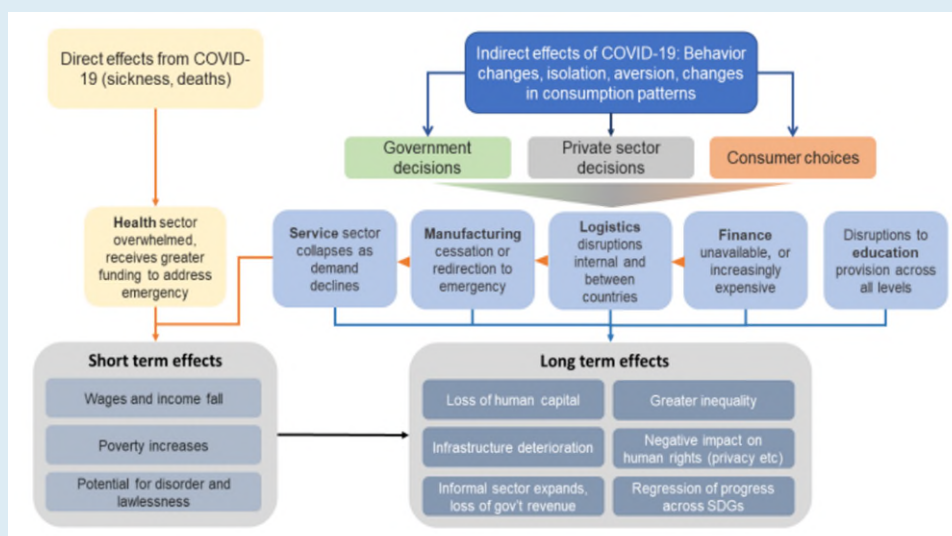 Direct effects from COVID-
19 (sickness, deaths)
Indirect effects of COVID-19: Behavior
changes, isolation, aversion, changes
in consumption patterns
Government
decisions
Private sector
decisions
Consumer choices
Health sector
overwhelmed,
receives greater
funding to address
emergency
Service sector
collapses as
demand
declines
Manufacturing
cessation or
redirection to
emergency
Logistics
disruptions
internal and
between
countries
Finance
unavailable, or
increasingly
expensive
Disruptions to
education
provision across
all levels
Short term effects
Wages and income fall
Poverty increases
Potential for disorder and
lawlessness
Long term effects
Loss of human capital
Greater inequality
Infrastructure deterioration
Negative impact on
human rights (privacy etc)
Informal sector expands,
loss of gov't revenue
Regression of progress
across SDGs